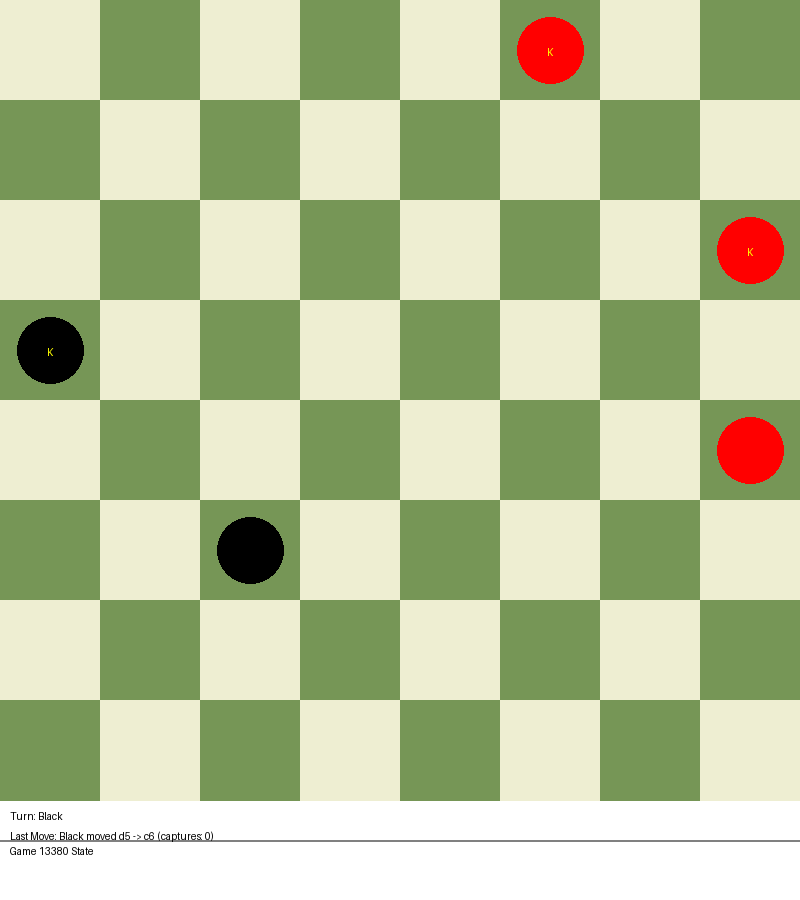 K
K
K
Turn: Black
Last Move: Black moved d5 -> c6 (captures: 0)
Game 13380 State